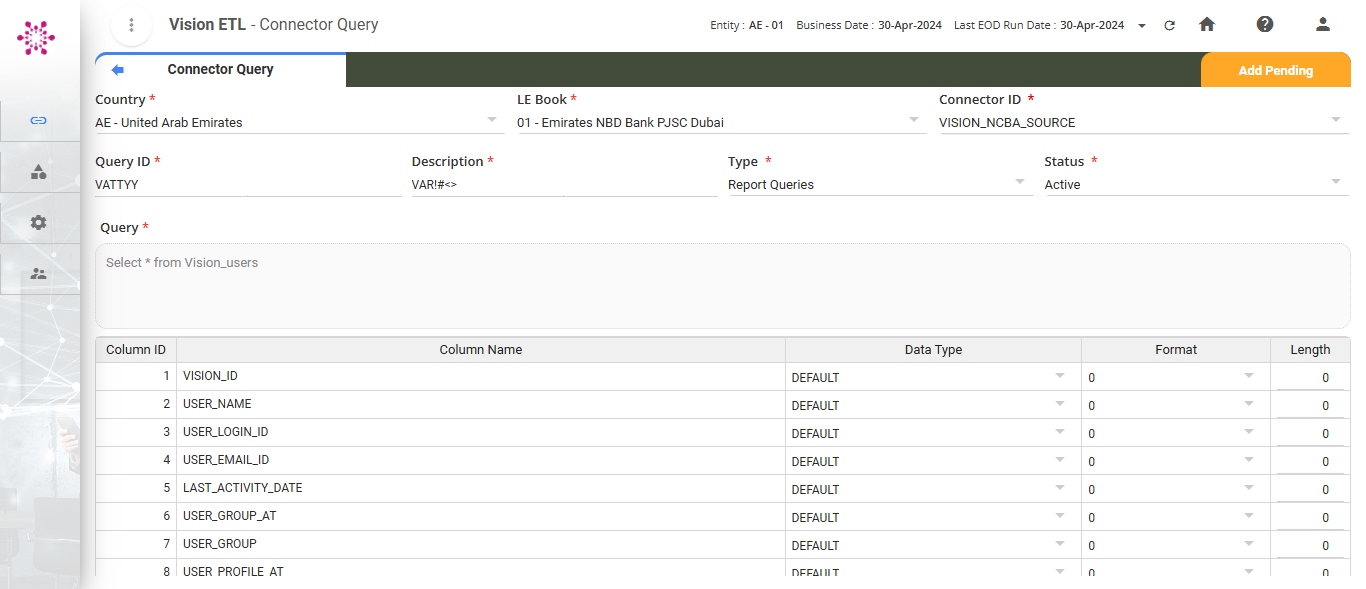 Vision ETL - Connector Query
Entity : AE - 01 Business Date : 30-Apr-2024 Last EOD Run Date : 30-Apr-2024
Connector Query
Add Pending
Country * LE Book * Connector ID *
AE - United Arab Emirates 01 - Emirates NBD Bank PJSC Dubai VISION_NCBA_SOURCE
Query ID * Description * Type * Status *
VATTYY VAR!#<> Report Queries Active
Query *
Select * from Vision_users
Column ID Column Name Data Type Format Length
1 VISION_ID DEFAULT 0 0
2 USER_NAME DEFAULT 0 0
3 USER_LOGIN_ID DEFAULT 0 0
4 USER_EMAIL_ID DEFAULT 0 0
5 LAST_ACTIVITY_DATE DEFAULT 0 0
6 USER_GROUP_AT DEFAULT 0 0
7 USER_GROUP DEFAULT 0 0
8 USER_PROFILE_AT DEFAULT 0 0